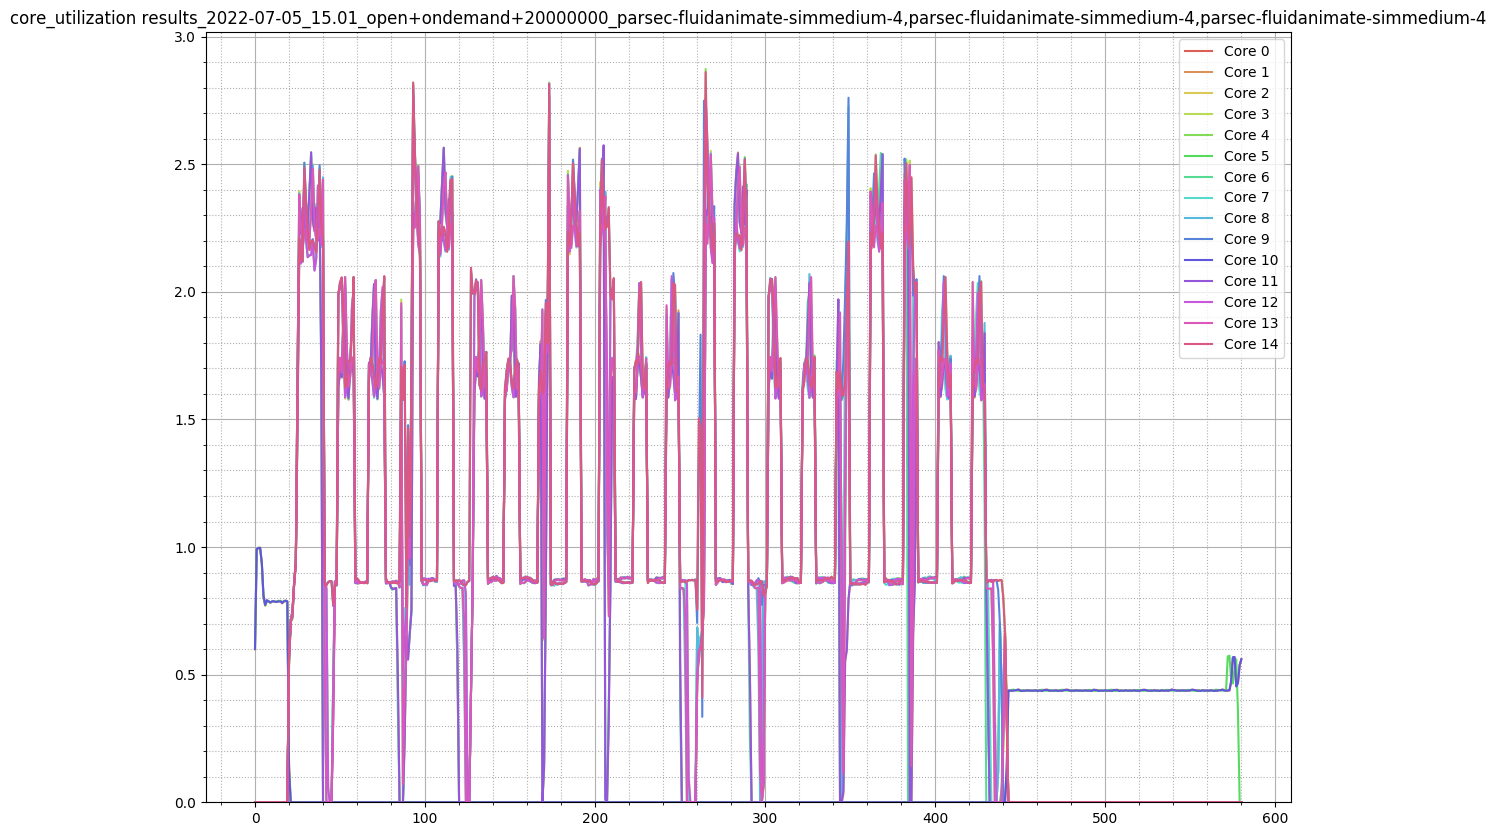 core_utilization results_2022-07-05_15.01_open+ondemand+20000000_parsec-fluidanimate-simmedium-4,parsec-fluidanimate-simmedium-4,parsec-fluidanimate-simmedium-4
3.0
2.5
2.0
1.5
1.0
0.5
0.0
Core 0
Core 1
Core 2
Core 3
Core 4
Core 5
Core 6
Core 7
Core 8
Core 9
Core 10
Core 11
Core 12
Core 13
Core 14
0 100 200 300 400 500 600